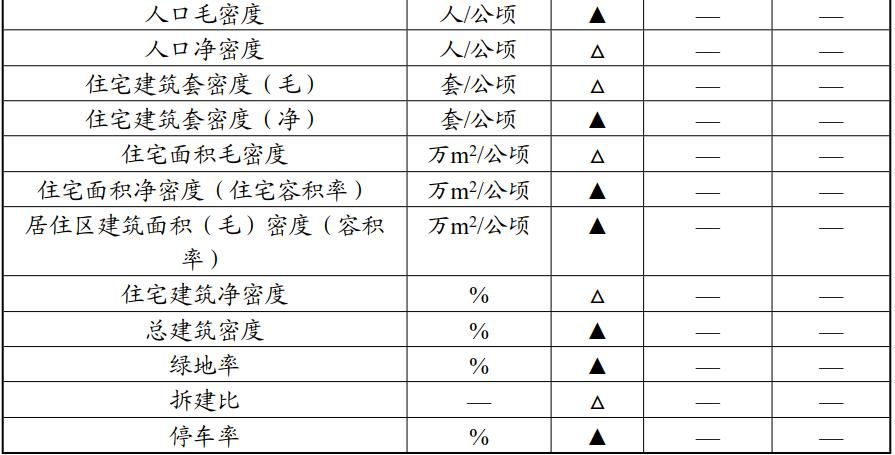 人口毛密度 人/公顷 ▲ — —
人口净密度 人/公顷 △ — —
住宅建筑套密度（毛） 套/公顷 △ — —
住宅建筑套密度（净） 套/公顷 ▲ — —
住宅面积毛密度 万m²/公顷 △ — —
住宅面积净密度（住宅容积率） 万m²/公顷 ▲ — —
居住区建筑面积（毛）密度（容积 万m²/公顷 ▲ — —
率）
住宅建筑净密度 % △ — —
总建筑密度 % ▲ — —
绿地率 % ▲ — —
拆建比 — △ — —
停车率 % ▲ — —